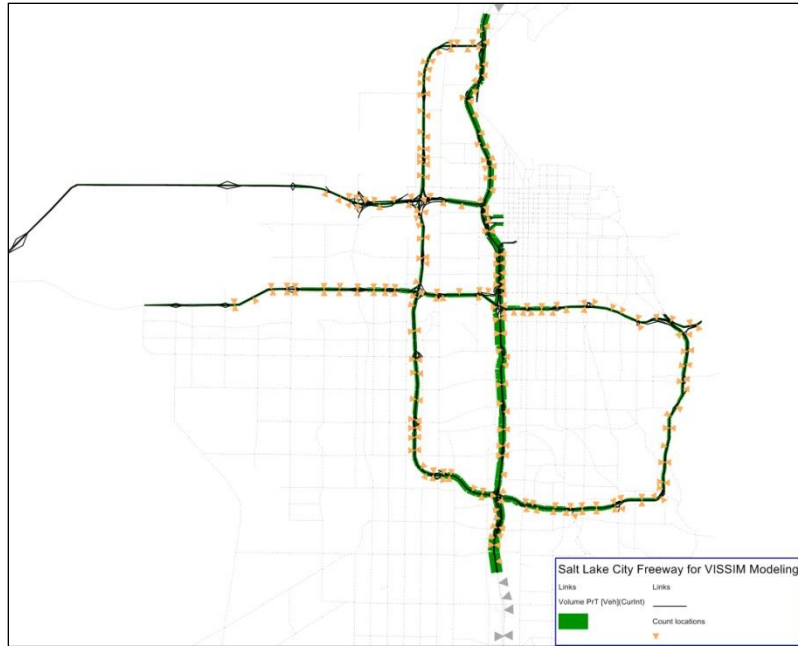 Salt Lake City Freeway for VISSIM Modeling
Links Links
Volume PrT [Veh](CurInt)
Count locations